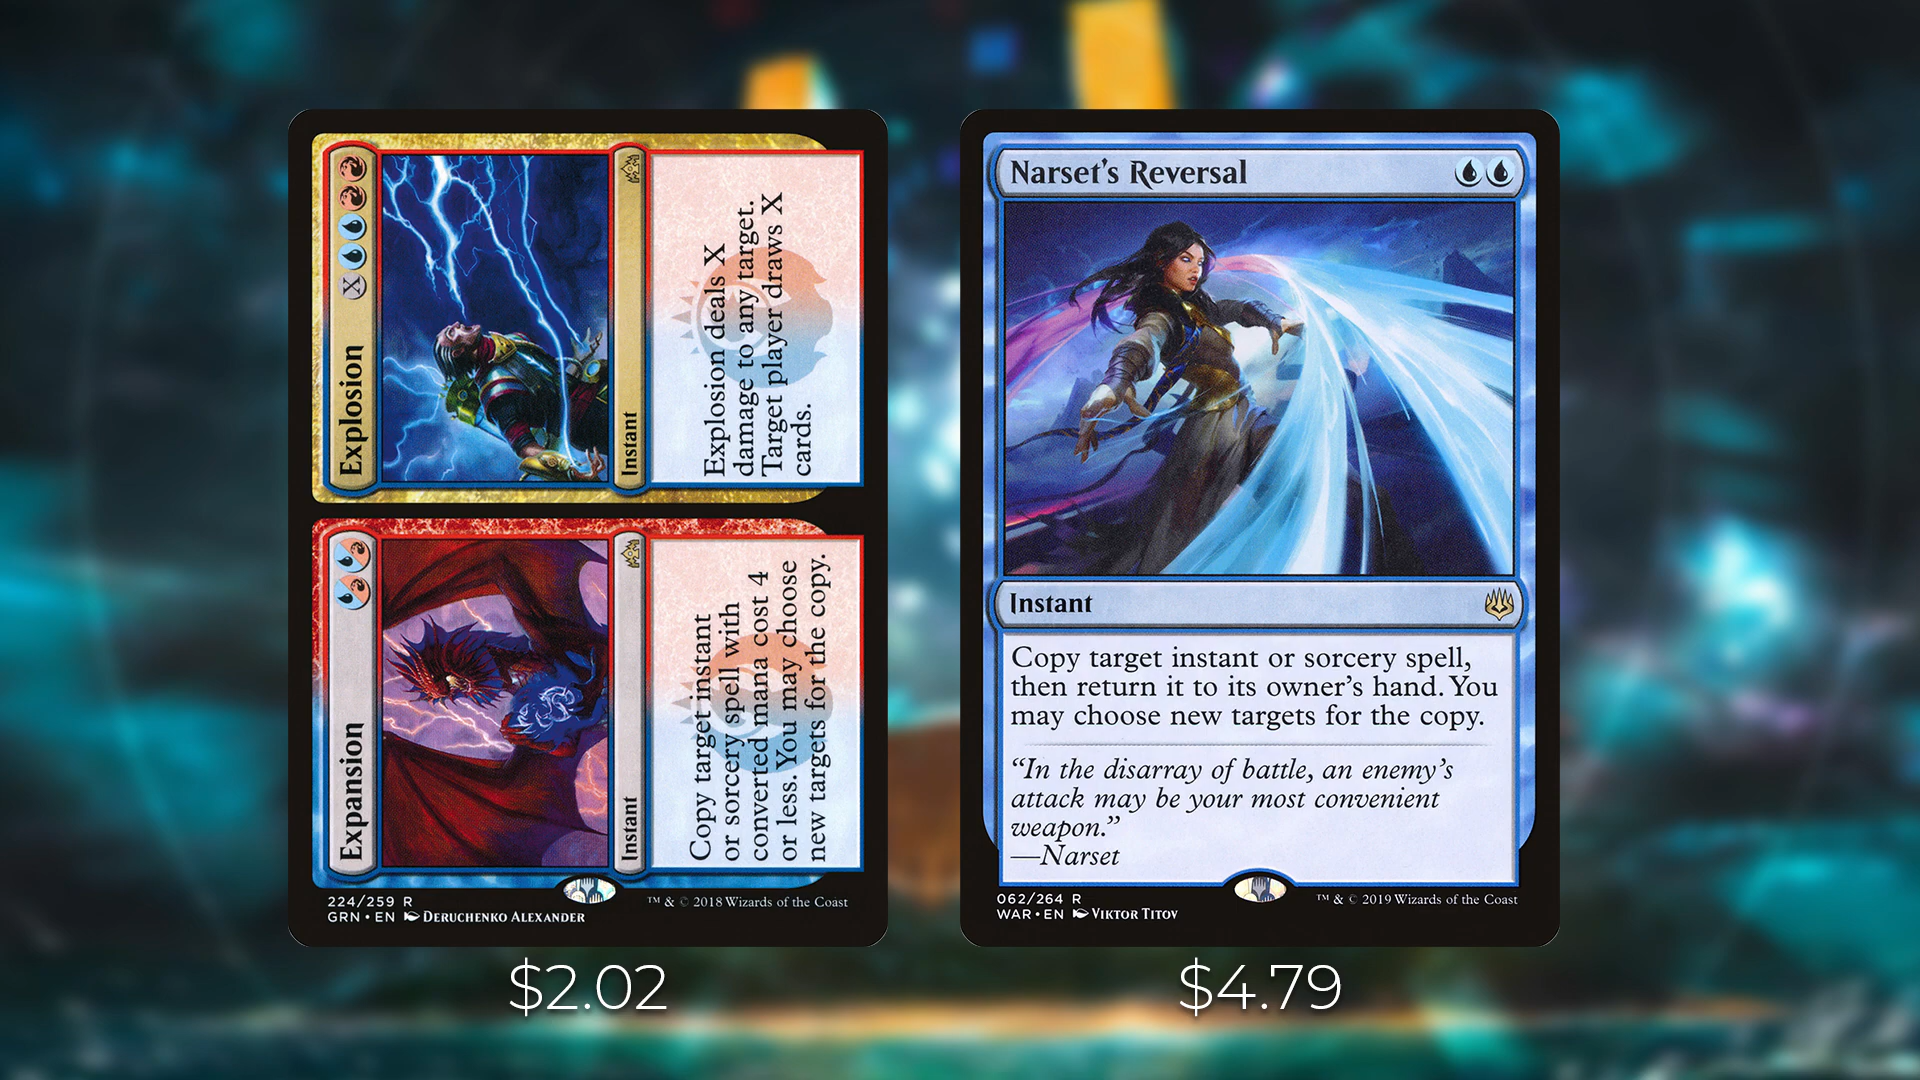 Explosion
X
Instant
Explosion deals X
damage to any target.
Target player draws X
cards.
Expansion
Instant
Copy target instant
or sorcery spell with
converted mana cost 4
or less. You may choose
new targets for the copy.
224/259 R
GRN • EN Deruchenko Alexander
™ & © 2018 Wizards of the Coast
$2.02
Narset's Reversal
Instant
Copy target instant or sorcery spell,
then return it to its owner's hand. You
may choose new targets for the copy.
“In the disarray of battle, an enemy's
attack may be your most convenient
weapon.”
—Narset
062/264 R
WAR • EN Viktor Titov
™ & © 2019 Wizards of the Coast
$4.79